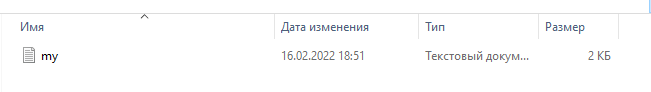 Имя Дата изменения Тип Размер
my 16.02.2022 18:51 Текстовый докум... 2 КБ